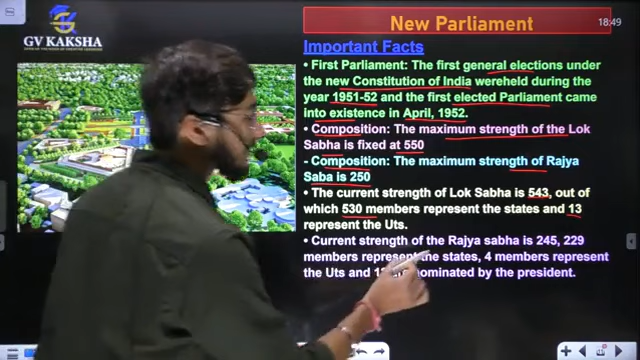 GV KAKSHA
New Parliament
18:49
Important Facts
• First Parliament: The first general elections under
the new Constitution of India wereheld during the
year 1951-52 and the first elected Parliament came
into existence in April, 1952.
• Composition: The maximum strength of the Lok
Sabha is fixed at 550
- Composition: The maximum strength of Rajya
Saba is 250
• The current strength of Lok Sabha is 543, out of
which 530 members represent the states and 13
represent the Uts.
• Current strength of the Rajya sabha is 245, 229
members represent the states, 4 members represent
the Uts and nominated by the president.